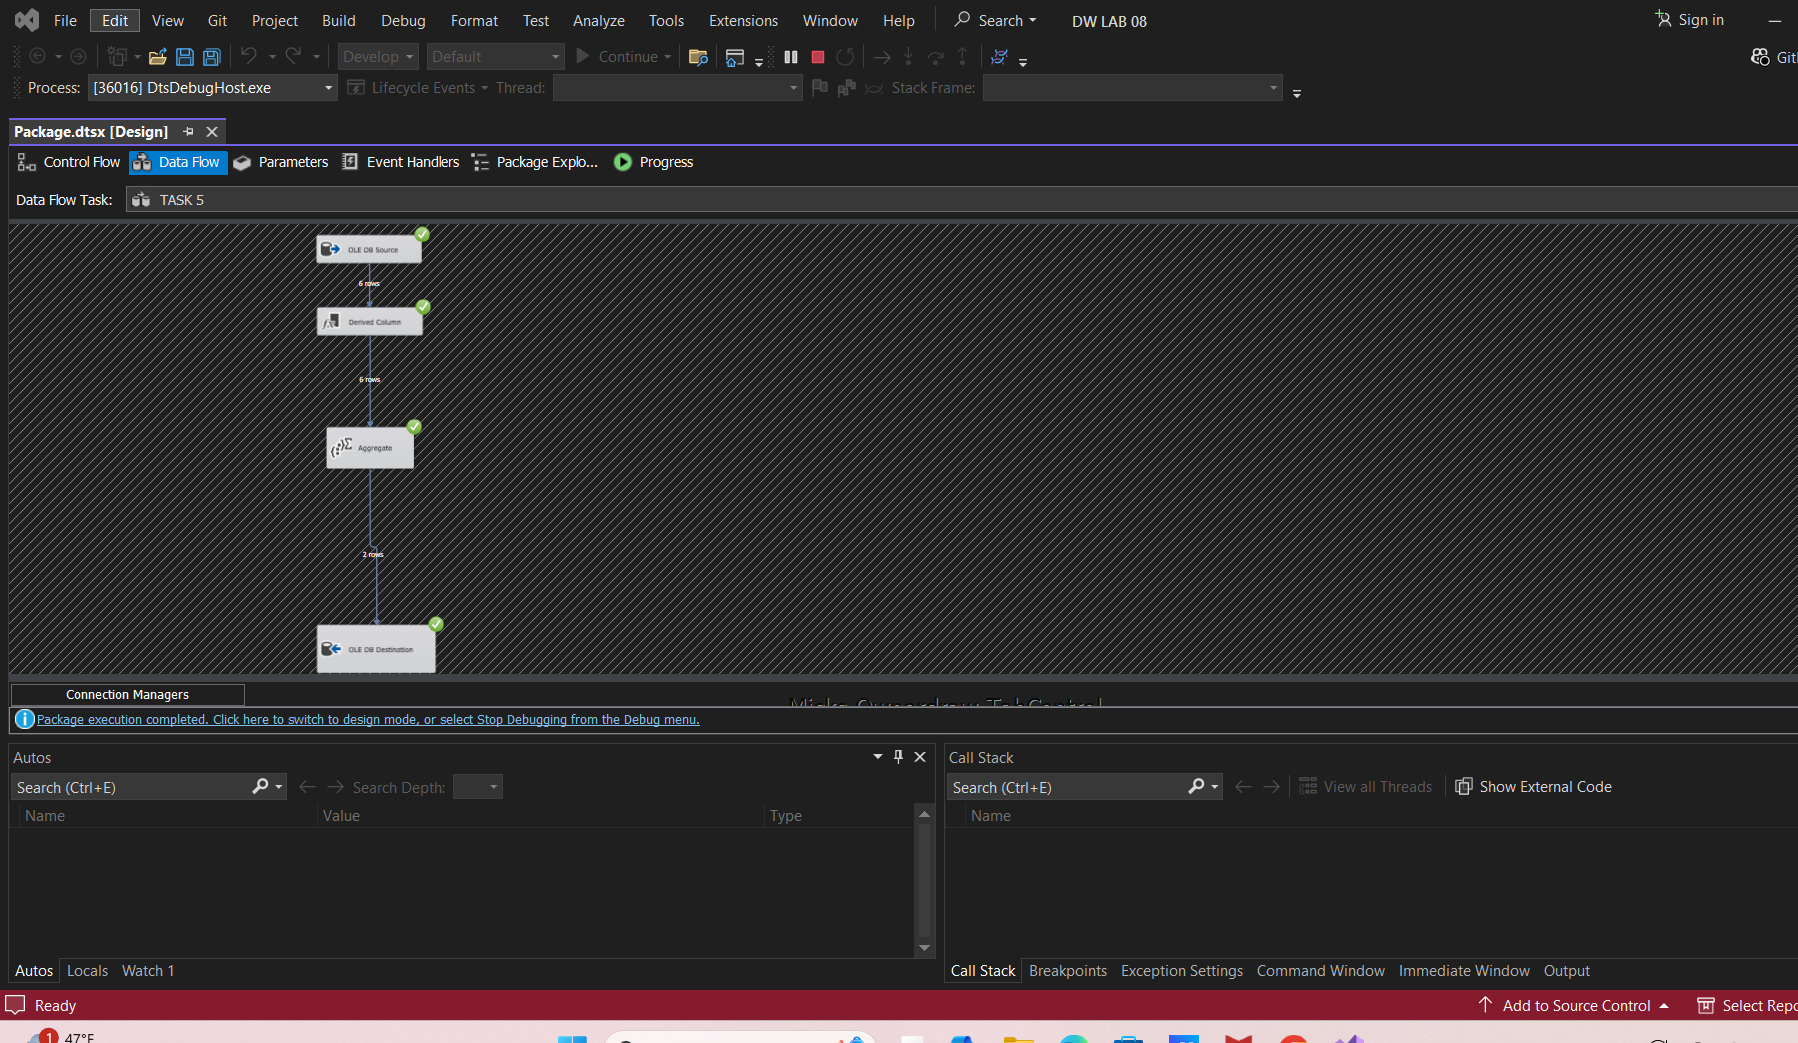 File Edit View Git Project Build Debug Format Test Analyze Tools Extensions Window Help Search DW LAB 08 Sign in
Develop Default Continue
Process: [36016] DtsDebugHost.exe Lifecycle Events Thread: Stack Frame:
Package.dtsx [Design]
Control Flow Data Flow Parameters Event Handlers Package Explo... Progress
Data Flow Task: TASK 5
OLE DB Source
6 rows
Derived Column
6 rows
Aggregate
2 rows
OLE DB Destination
Connection Managers
Package execution completed. Click here to switch to design mode, or select Stop Debugging from the Debug menu.
Autos Call Stack
Search (Ctrl+E) Search Depth: Search (Ctrl+E) View all Threads Show External Code
Name Value Type Name
Autos Locals Watch 1 Call Stack Breakpoints Exception Settings Command Window Immediate Window Output
Ready Add to Source Control Select Repo
1 47°F